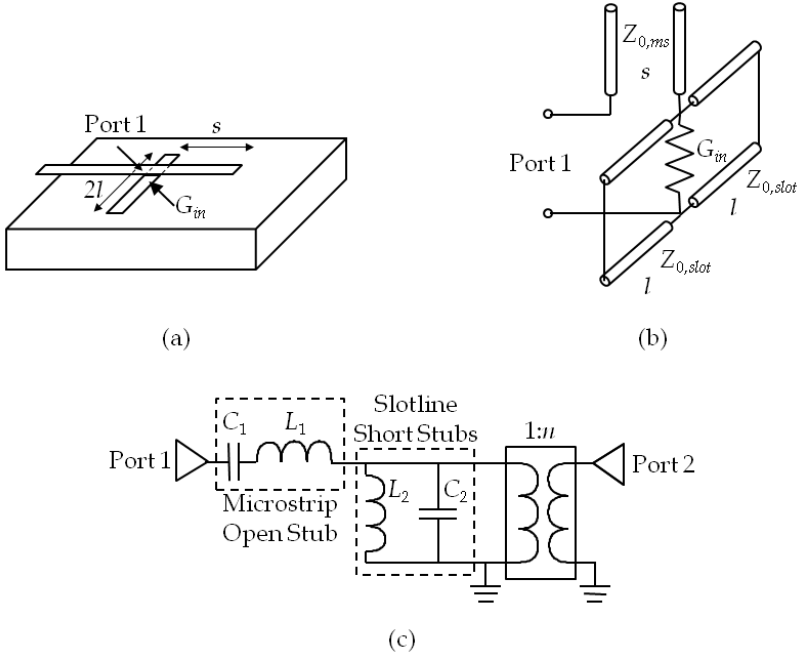 Port 1
s
2l
G_in
(a)
Z_0,ms
s
Port 1
G_in
Z_0,slot
l
Z_0,slot
l
(b)
C_1
L_1
Slotline
Short Stubs
1:n
Port 1
Port 2
L_2
C_2
Microstrip
Open Stub
(c)